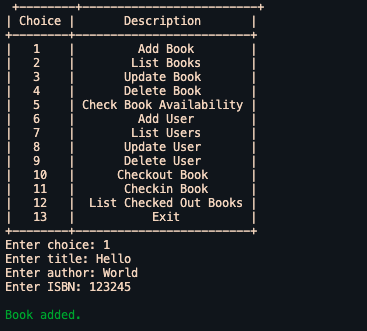 Choice | Description
1 | Add Book
2 | List Books
3 | Update Book
4 | Delete Book
5 | Check Book Availability
6 | Add User
7 | List Users
8 | Update User
9 | Delete User
10 | Checkout Book
11 | Checkin Book
12 | List Checked Out Books
13 | Exit
Enter choice: 1
Enter title: Hello
Enter author: World
Enter ISBN: 123245
Book added.